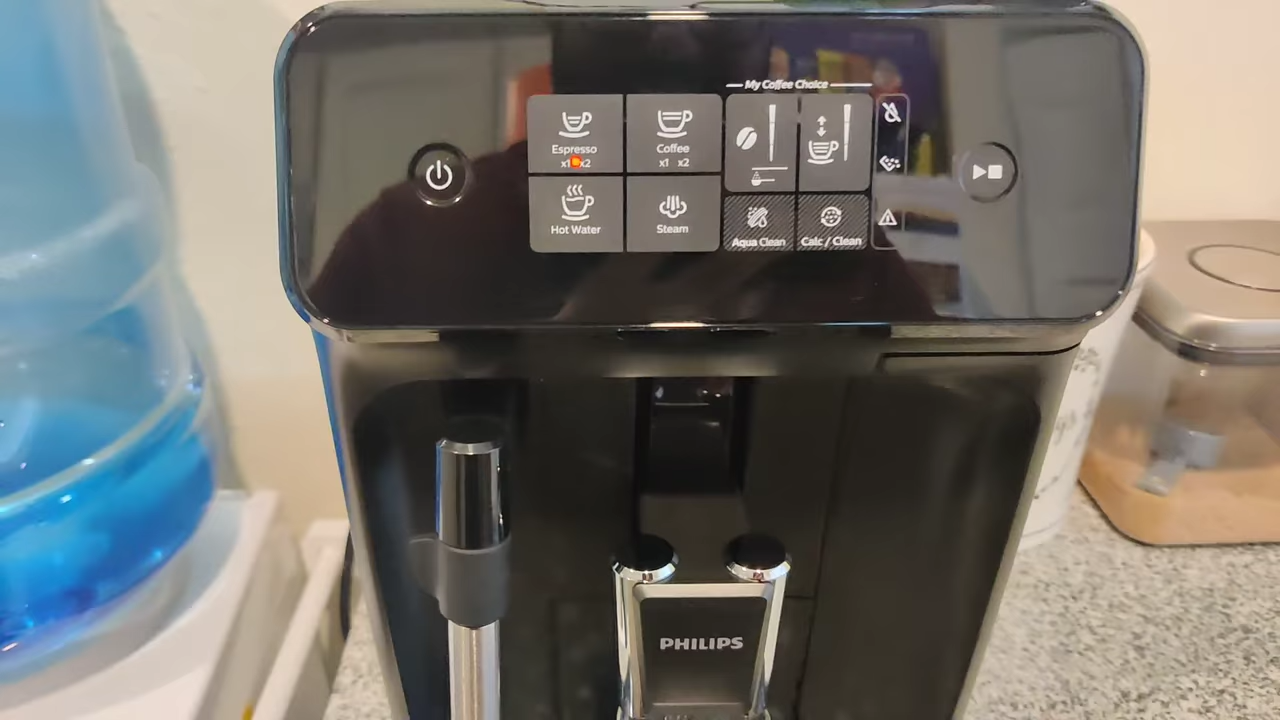 My Coffee Choice
Espresso
x1 x2
Coffee
x1 x2
Hot Water
Steam
Aqua Clean
Calc / Clean
PHILIPS